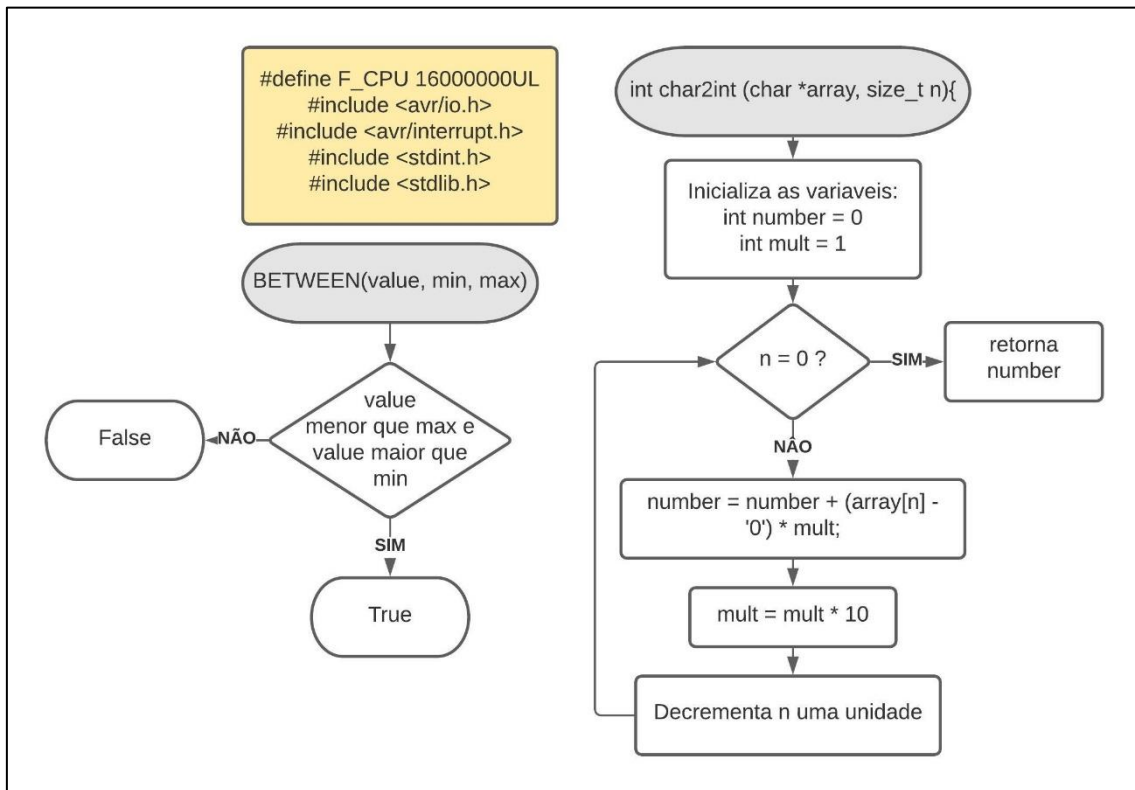 #define F_CPU 16000000UL
#include <avr/io.h>
#include <avr/interrupt.h>
#include <stdint.h>
#include <stdlib.h>
BETWEEN(value, min, max)
value
menor que max e
value maior que
min
NÃO
False
SIM
True
int char2int (char *array, size_t n){
Inicializa as variaveis:
int number = 0
int mult = 1
n = 0 ?
SIM
retorna
number
NÂO
number = number + (array[n] -
'0') * mult;
mult = mult * 10
Decrementa n uma unidade